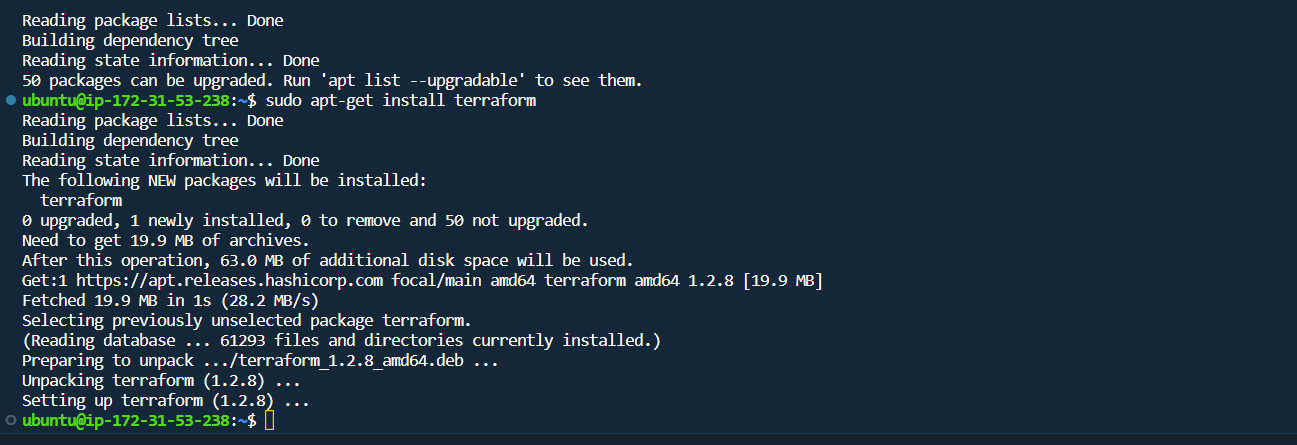 Reading package lists... Done
Building dependency tree
Reading state information... Done
50 packages can be upgraded. Run 'apt list --upgradable' to see them.
ubuntu@ip-172-31-53-238:~$ sudo apt-get install terraform
Reading package lists... Done
Building dependency tree
Reading state information... Done
The following NEW packages will be installed:
  terraform
0 upgraded, 1 newly installed, 0 to remove and 50 not upgraded.
Need to get 19.9 MB of archives.
After this operation, 63.0 MB of additional disk space will be used.
Get:1 https://apt.releases.hashicorp.com focal/main amd64 terraform amd64 1.2.8 [19.9 MB]
Fetched 19.9 MB in 1s (28.2 MB/s)
Selecting previously unselected package terraform.
(Reading database ... 61293 files and directories currently installed.)
Preparing to unpack .../terraform_1.2.8_amd64.deb ...
Unpacking terraform (1.2.8) ...
Setting up terraform (1.2.8) ...
ubuntu@ip-172-31-53-238:~$